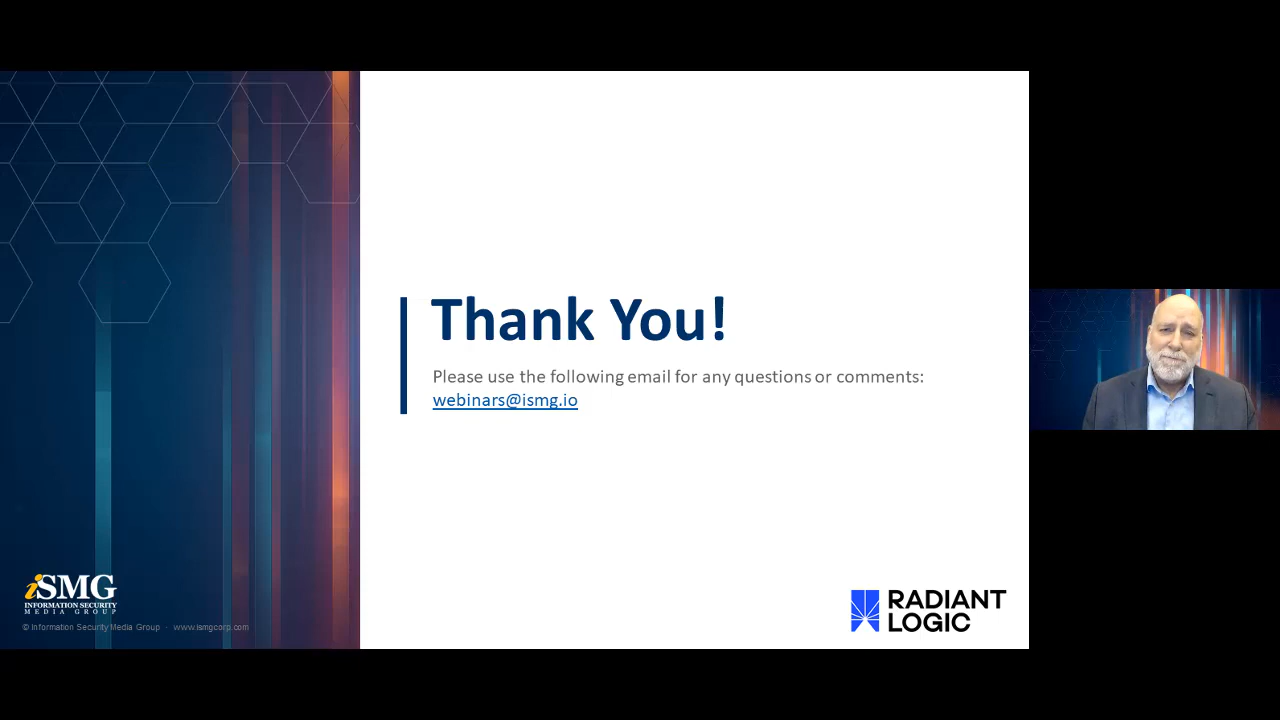 Thank You!
Please use the following email for any questions or comments:
webinars@ismg.io
iSMG
INFORMATION SECURITY
MEDIA GROUP
© Information Security Media Group - www.ismgcorp.com
RADIANT
LOGIC